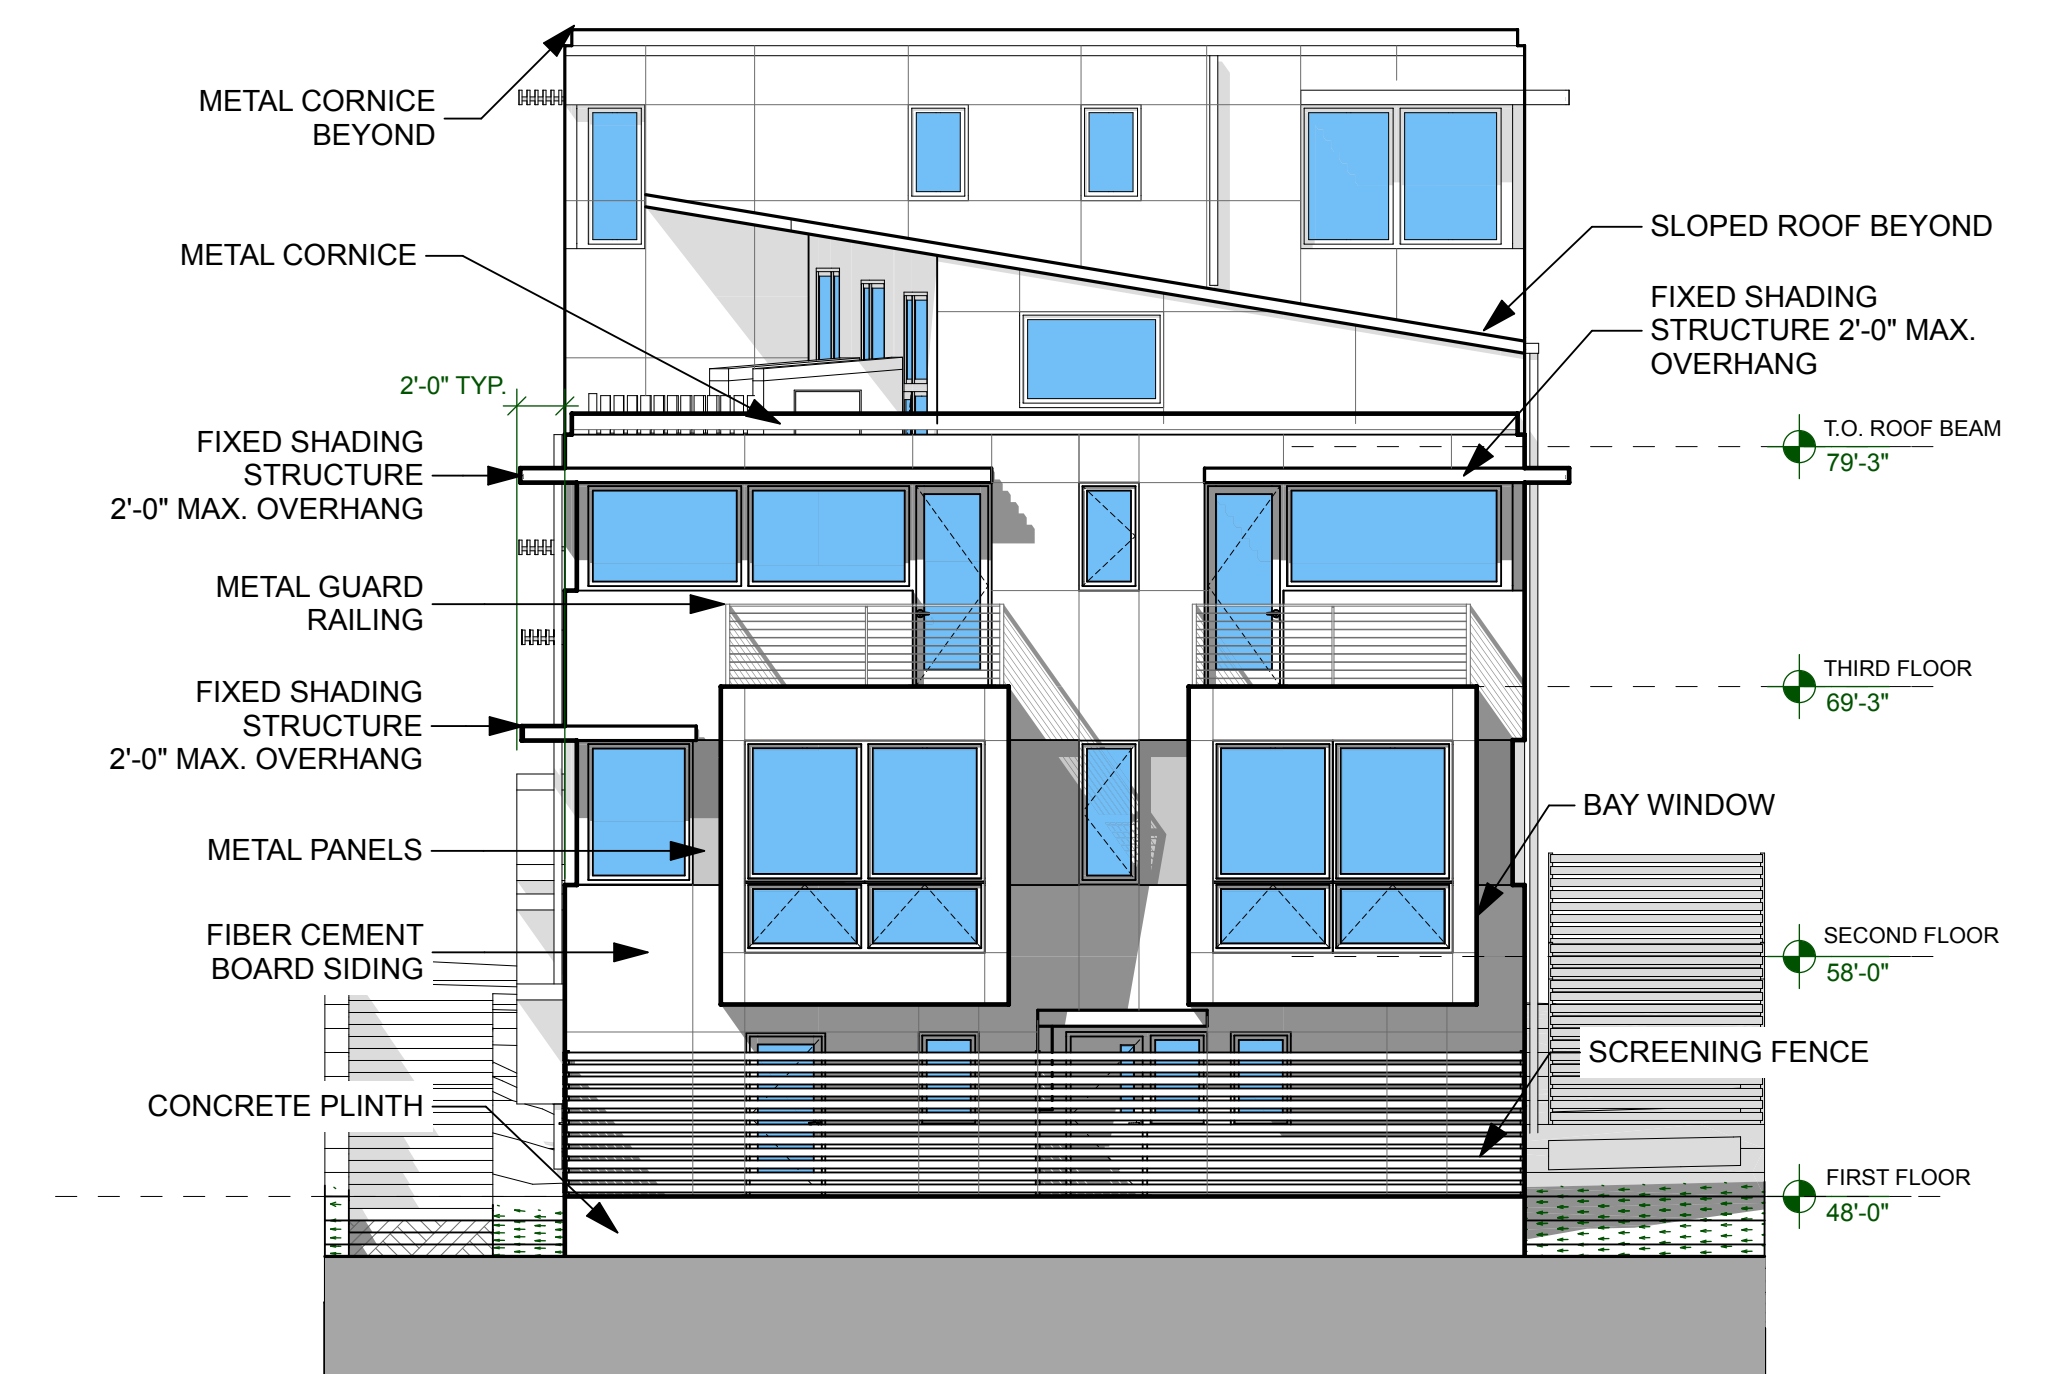 METAL CORNICE
BEYOND
METAL CORNICE
2'-0" TYP.
FIXED SHADING
STRUCTURE
2'-0" MAX. OVERHANG
METAL GUARD
RAILING
FIXED SHADING
STRUCTURE
2'-0" MAX. OVERHANG
METAL PANELS
FIBER CEMENT
BOARD SIDING
CONCRETE PLINTH
SLOPED ROOF BEYOND
FIXED SHADING
STRUCTURE 2'-0" MAX.
OVERHANG
T.O. ROOF BEAM
79'-3"
THIRD FLOOR
69'-3"
BAY WINDOW
SECOND FLOOR
58'-0"
SCREENING FENCE
FIRST FLOOR
48'-0"